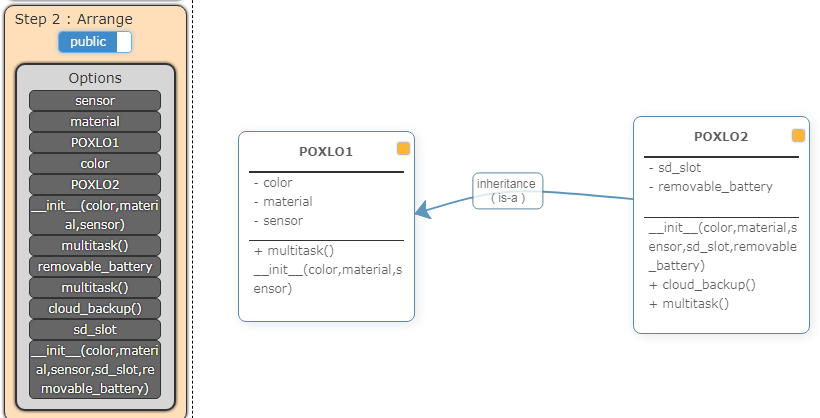 Step 2 : Arrange
public
Options
sensor
material
POXLO1
color
POXLO2
__init__(color,materi
al,sensor)
multitask()
removable_battery
multitask()
cloud_backup()
sd_slot
__init__(color,materi
al,sensor,sd_slot,re
movable_battery)
POXLO1
- color
- material
- sensor
+ multitask()
__init__(color,material,s
ensor)
inheritance
( is-a )
POXLO2
- sd_slot
- removable_battery
__init__(color,material,s
ensor,sd_slot,removable
_battery)
+ cloud_backup()
+ multitask()